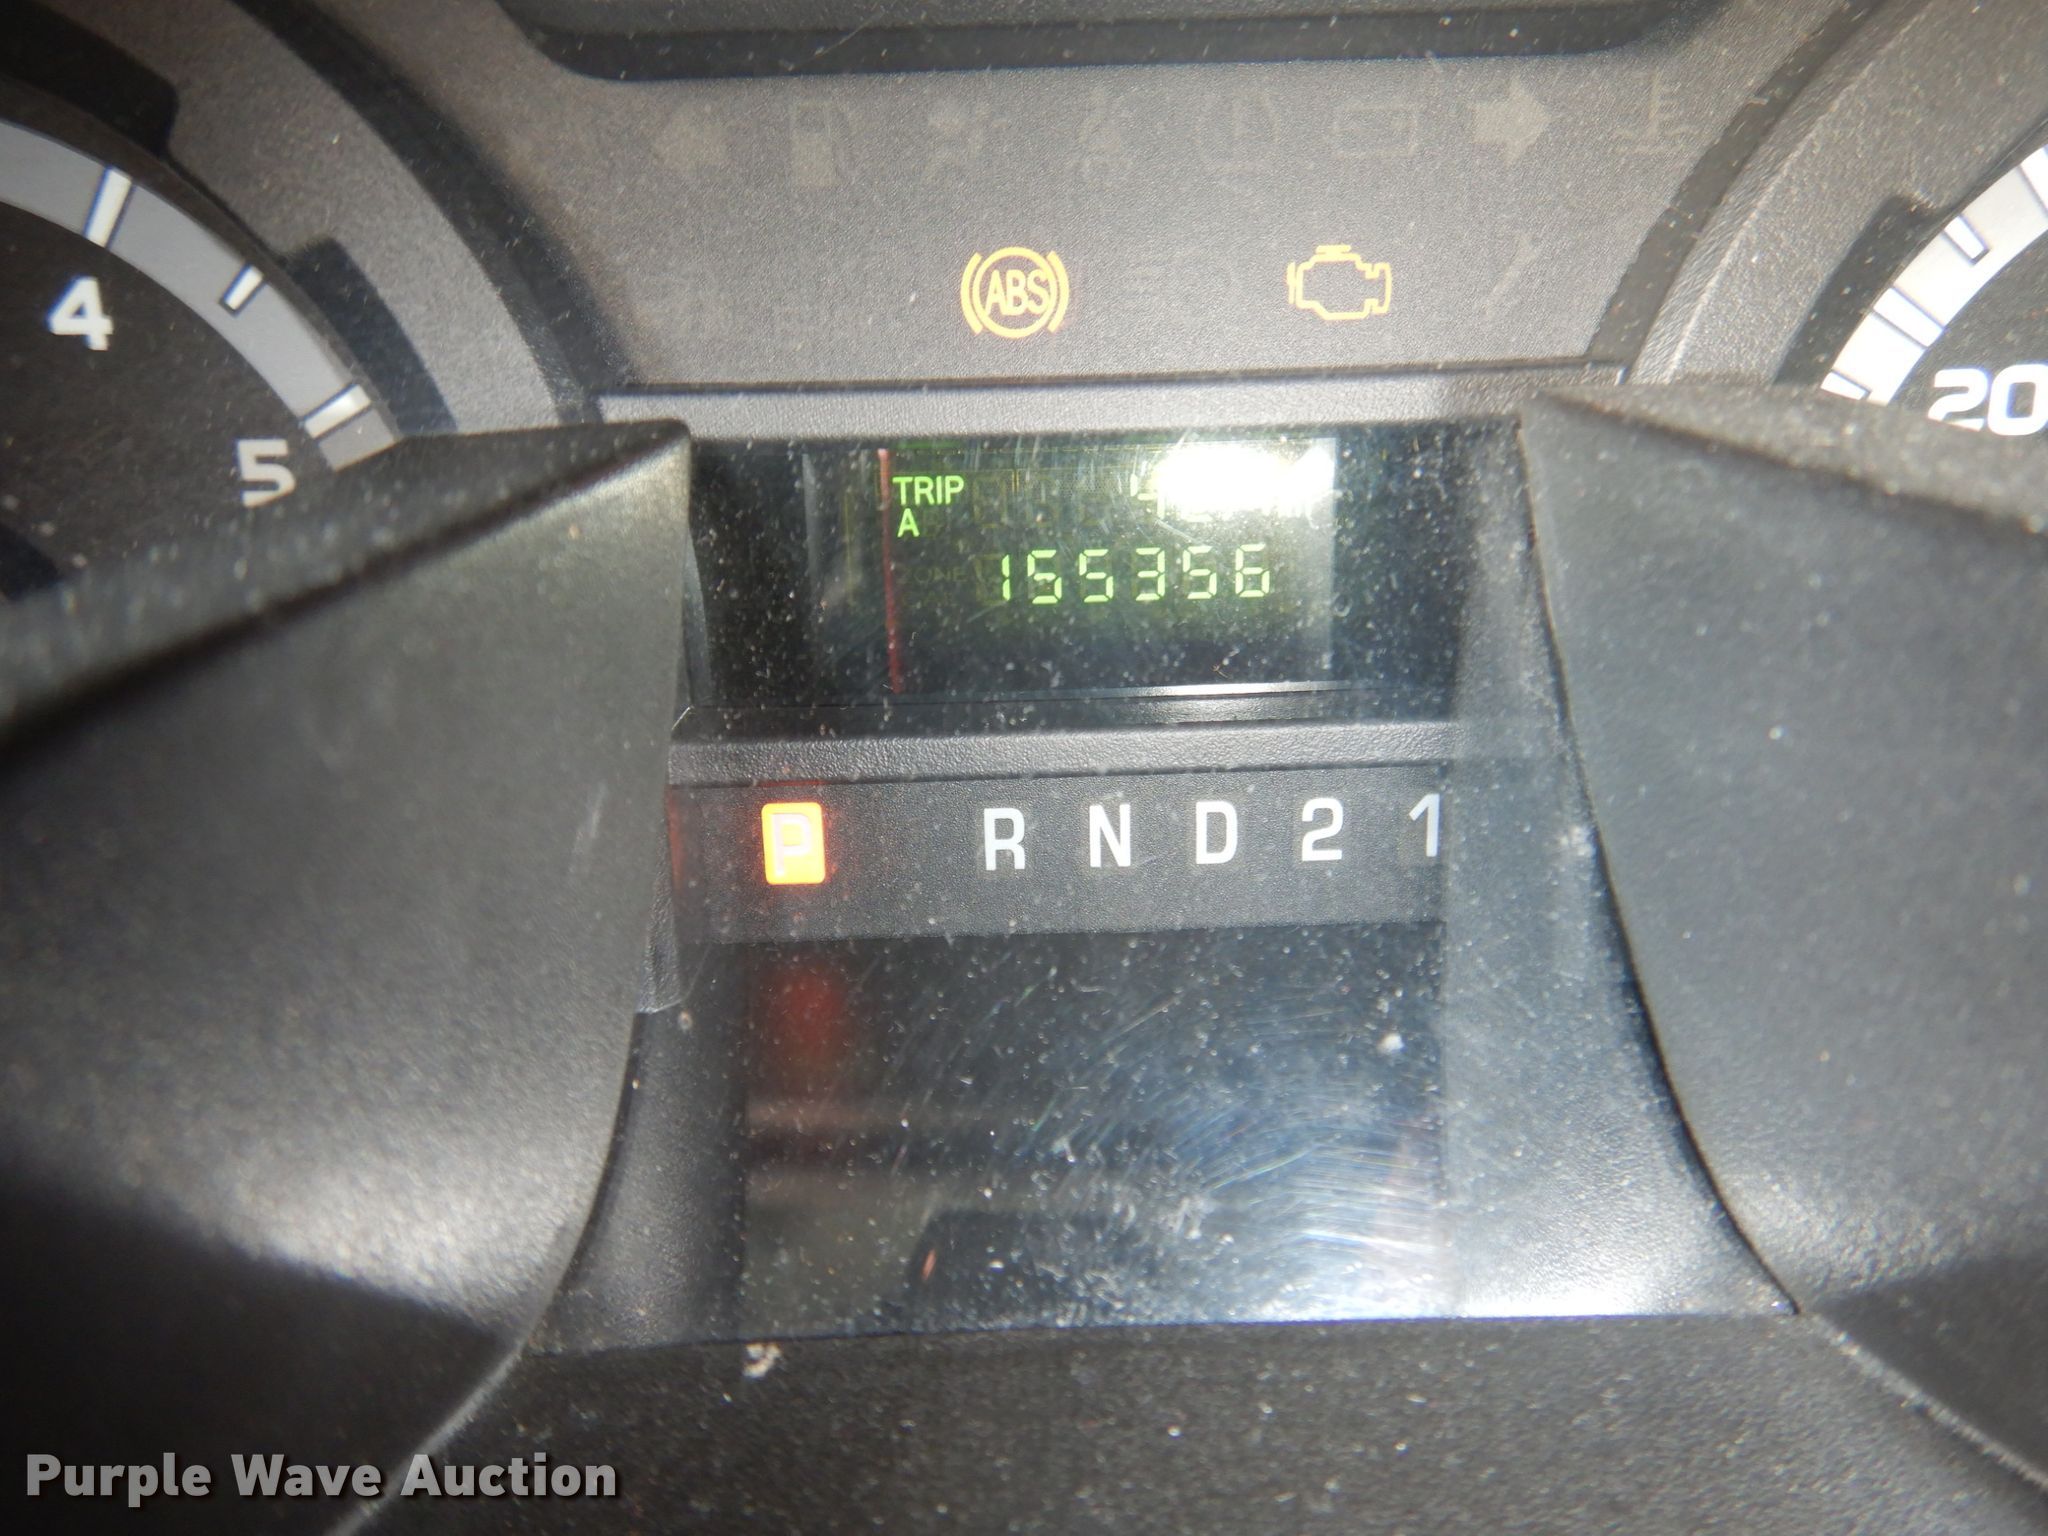 4
5
20
ABS
TRIP
A
155356
P R N D 2 1
Purple Wave Auction